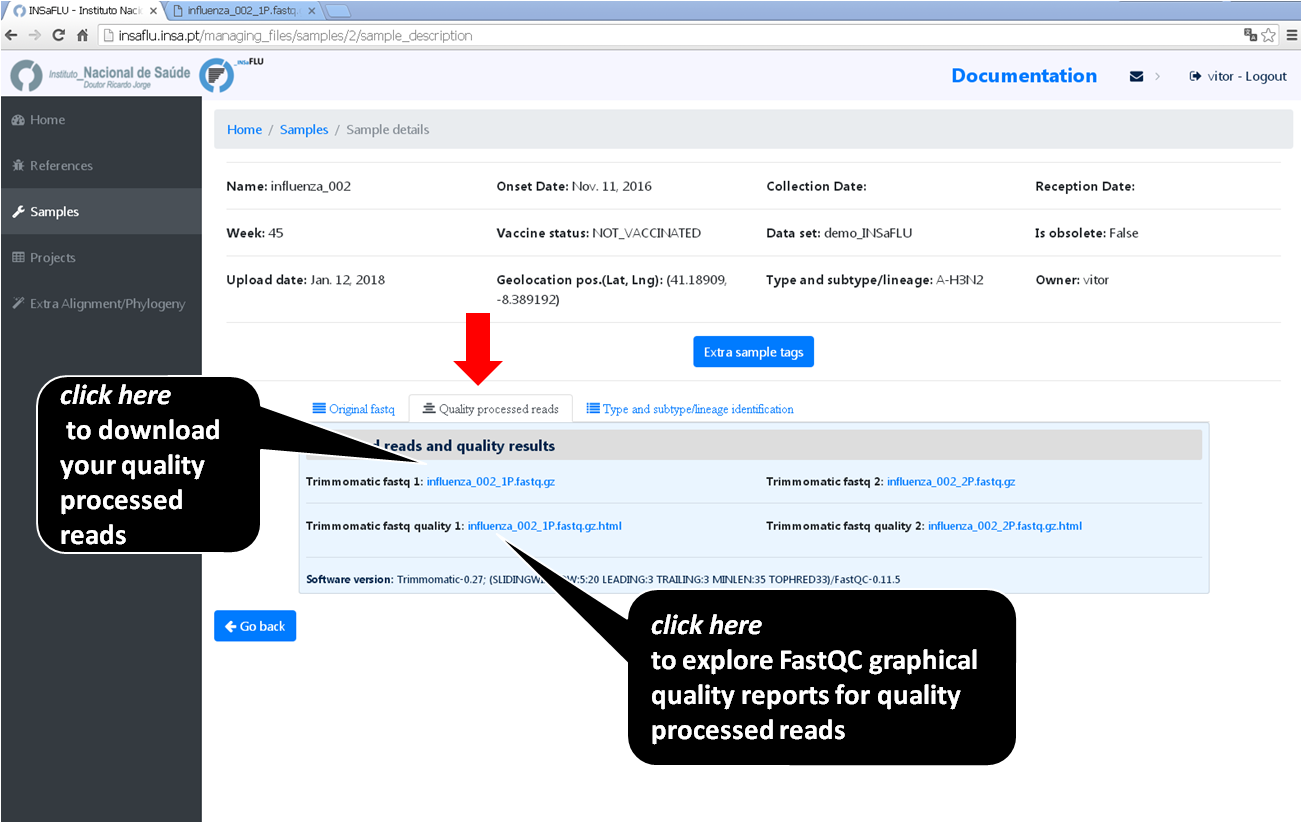 INSaFLU - Instituto Naci
influenza_002_1P.fastq.
insaflu.insa.pt/managing_files/samples/2/sample_description
Instituto_Nacional de Saúde
Doutor Ricardo Jorge
_INSaFLU
Documentation
vitor - Logout
Home
References
Samples
Projects
Extra Alignment/Phylogeny
Home / Samples / Sample details
Name: influenza_002 Onset Date: Nov. 11, 2016 Collection Date: Reception Date:
Week: 45 Vaccine status: NOT_VACCINATED Data set: demo_INSaFLU Is obsolete: False
Upload date: Jan. 12, 2018 Geolocation pos.(Lat, Lng): (41.18909, Type and subtype/lineage: A-H3N2 Owner: vitor
-8.389192)
Extra sample tags
Original fastq Quality processed reads Type and subtype/lineage identification
reads and quality results
Trimmomatic fastq 1: influenza_002_1P.fastq.gz Trimmomatic fastq 2: influenza_002_2P.fastq.gz
Trimmomatic fastq quality 1: influenza_002_1P.fastq.gz.html Trimmomatic fastq quality 2: influenza_002_2P.fastq.gz.html
Software version: Trimmomatic-0.27; (SLIDINGW W:5:20 LEADING:3 TRAILING:3 MINLEN:35 TOPHRED33)/FastQC-0.11.5
Go back
click here
to download
your quality
processed
reads
click here
to explore FastQC graphical
quality reports for quality
processed reads